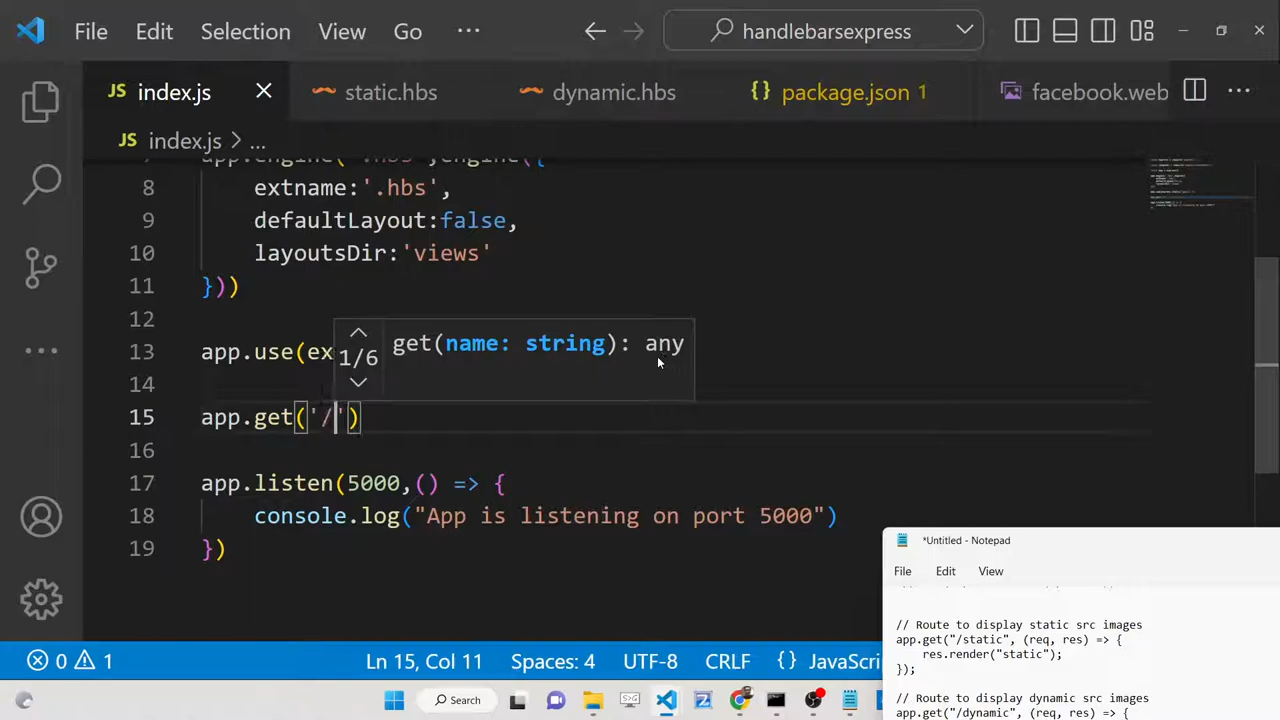 File Edit Selection View Go ··· handlebarsexpress
JS index.js static.hbs dynamic.hbs {} package.json 1 facebook.web
JS index.js > ...
8 extname:'.hbs',
9 defaultLayout:false,
10 layoutsDir:'views'
11 }))
12
get(name: string): any
1/6
13 app.use(ex
14
15 app.get('/')
16
17 app.listen(5000,() => {
18 console.log("App is listening on port 5000")
19 })
*Untitled - Notepad
File Edit View
// Route to display static src images
app.get("/static", (req, res) => {
res.render("static");
});
// Route to display dynamic src images
app.get("/dynamic", (req, res) => {
0 1 Ln 15, Col 11 Spaces: 4 UTF-8 CRLF {} JavaScri
Search